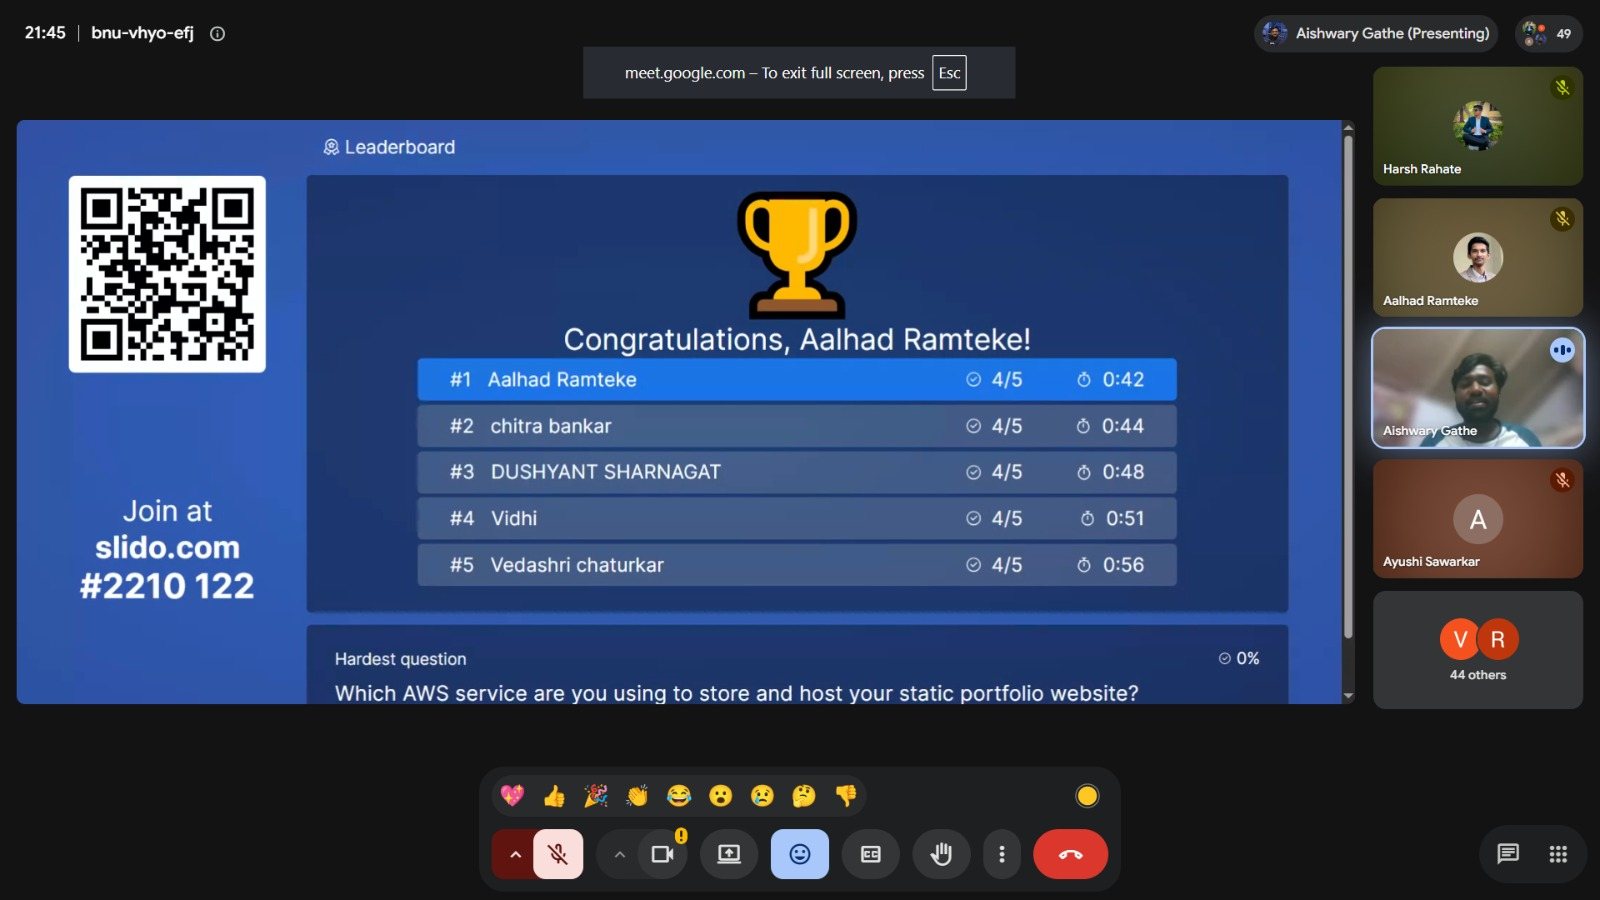 21:45 | bnu-vhyo-efj
Aishwary Gathe (Presenting)
49
meet.google.com – To exit full screen, press Esc
Leaderboard
Congratulations, Aalhad Ramteke!
#1 Aalhad Ramteke 4/5 0:42
#2 chitra bankar 4/5 0:44
#3 DUSHYANT SHARNAGAT 4/5 0:48
#4 Vidhi 4/5 0:51
#5 Vedashri chaturkar 4/5 0:56
Join at
slido.com
#2210 122
Hardest question 0%
Which AWS service are you using to store and host your static portfolio website?
Harsh Rahate
Aalhad Ramteke
Aishwary Gathe
A
Ayushi Sawarkar
V R
44 others
CC